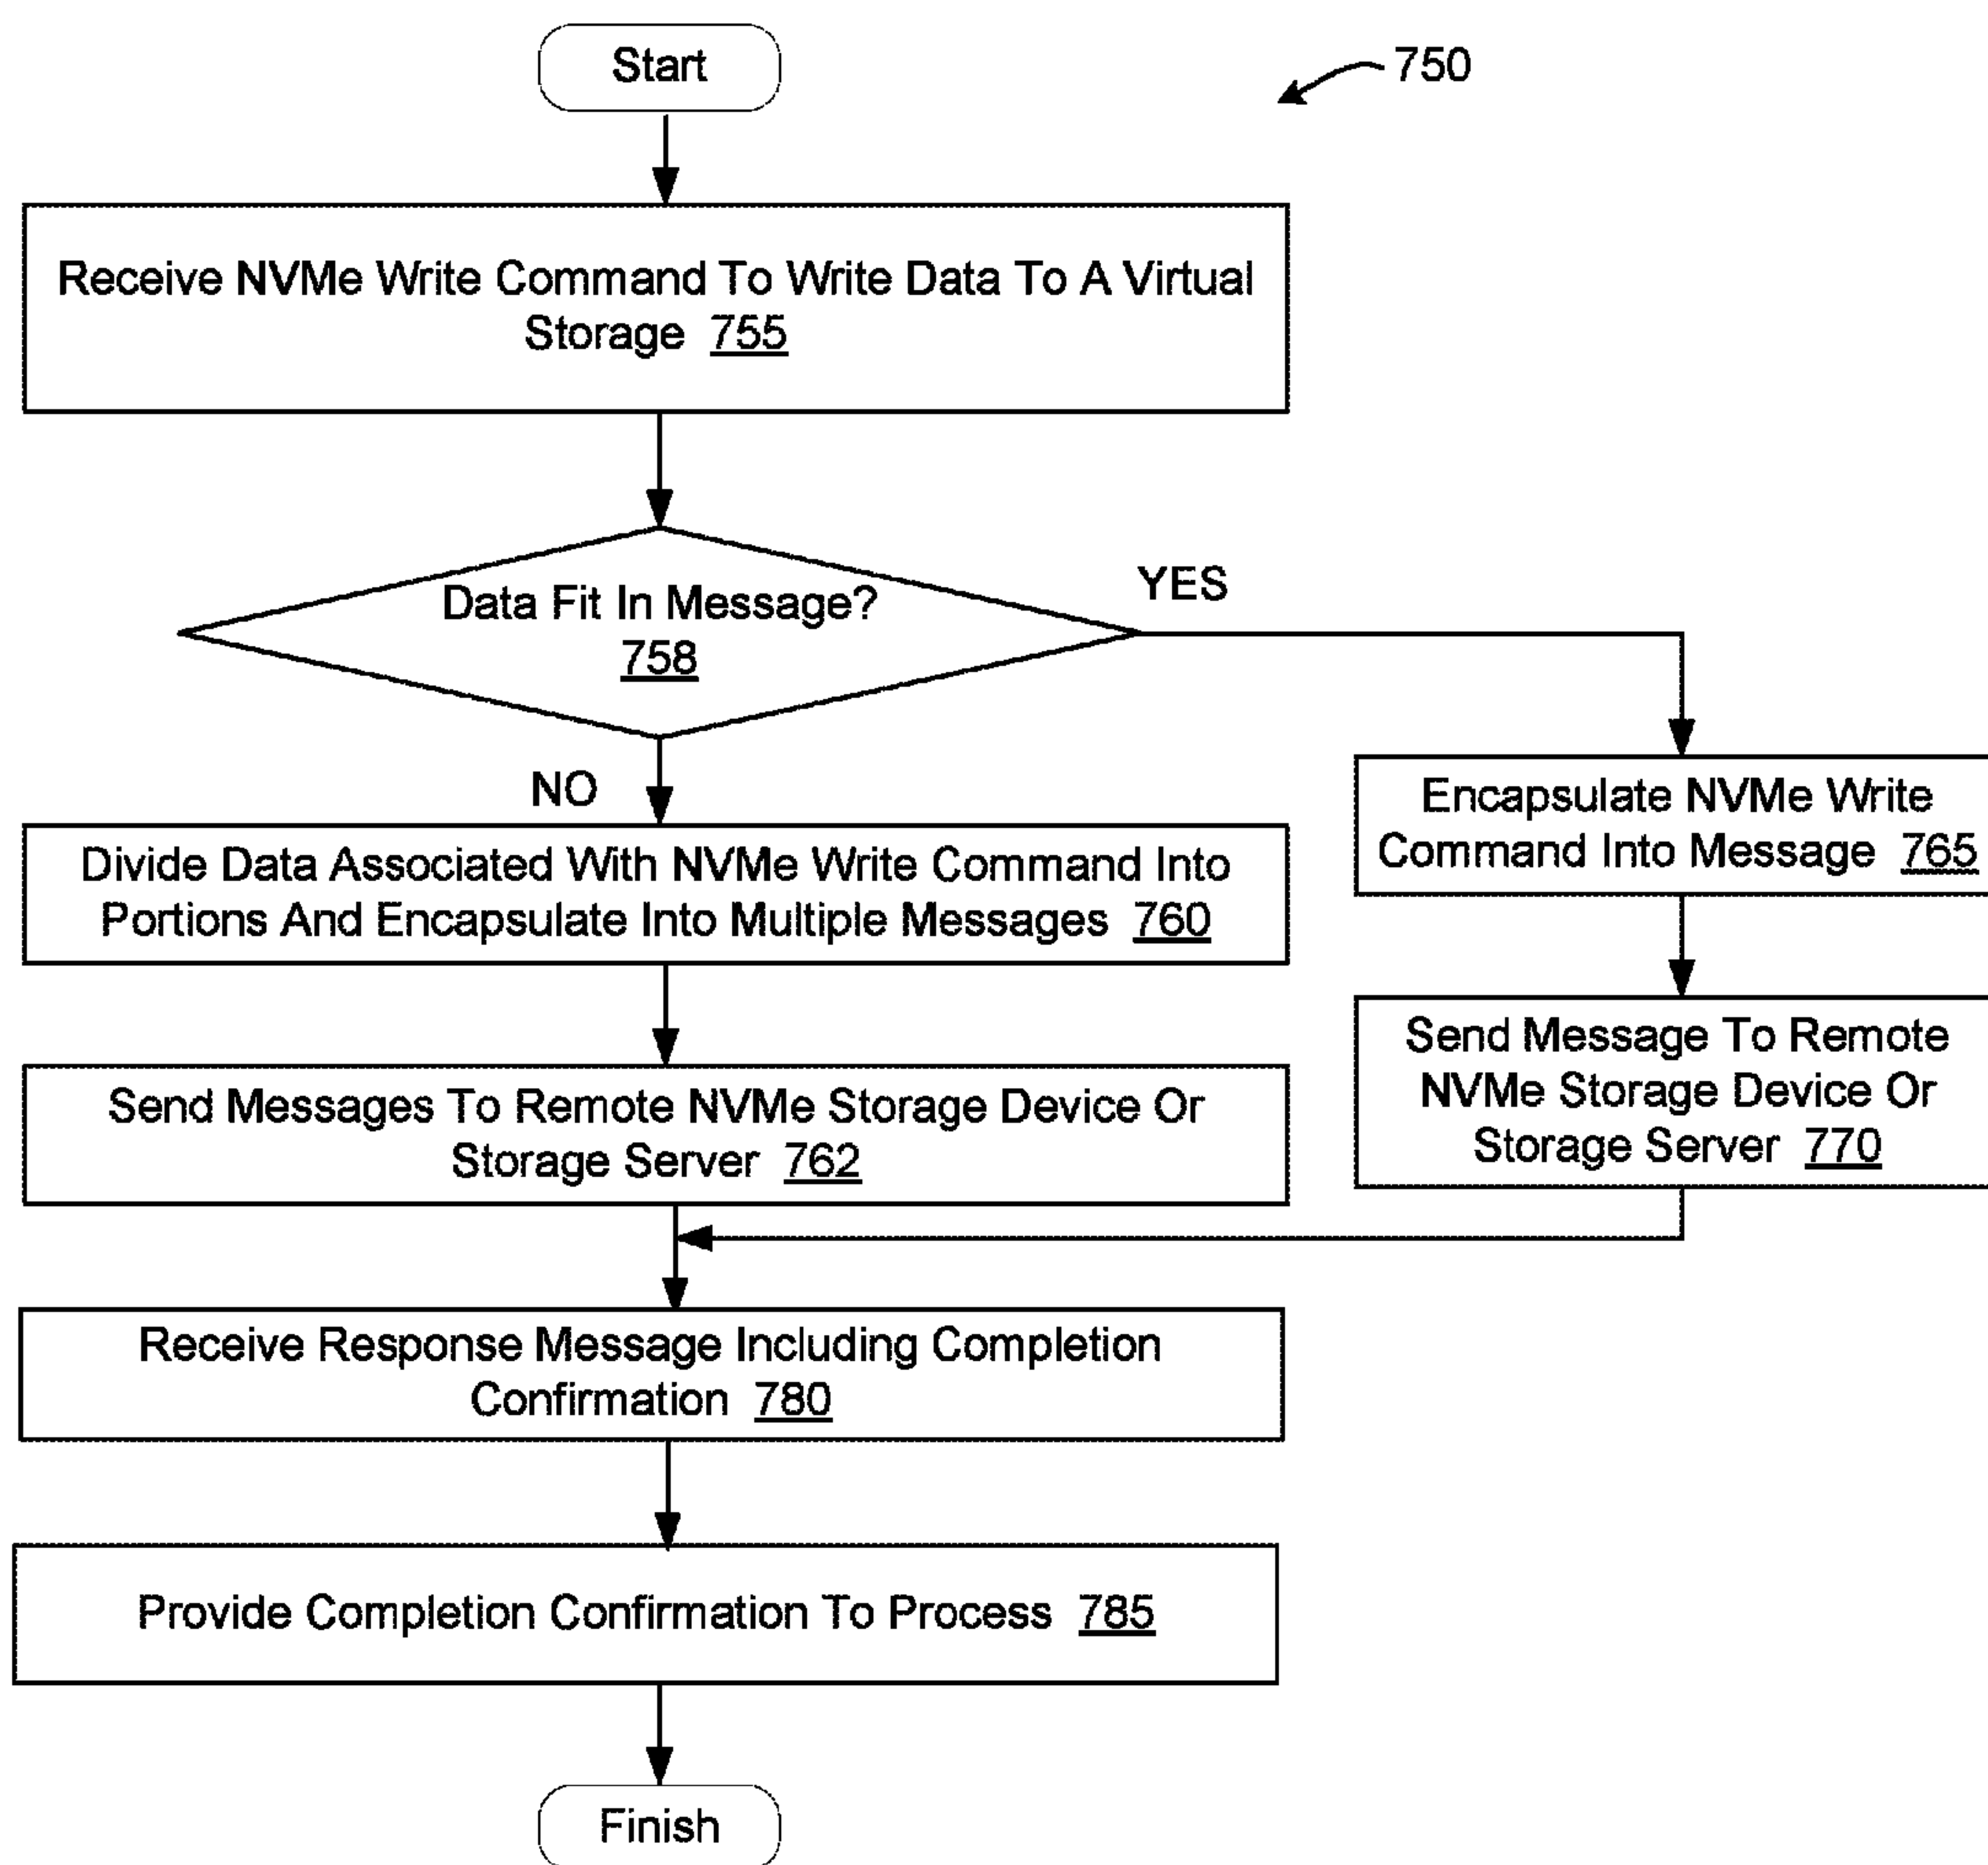 Start
750
Receive NVMe Write Command To Write Data To A Virtual
Storage 755
Data Fit In Message?
758
YES
NO
Divide Data Associated With NVMe Write Command Into
Portions And Encapsulate Into Multiple Messages 760
Encapsulate NVMe Write
Command Into Message 765
Send Messages To Remote NVMe Storage Device Or
Storage Server 762
Send Message To Remote
NVMe Storage Device Or
Storage Server 770
Receive Response Message Including Completion
Confirmation 780
Provide Completion Confirmation To Process 785
Finish